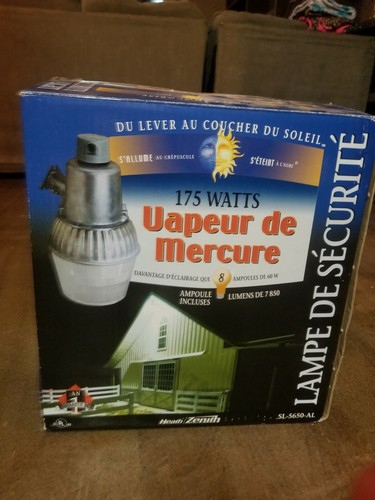 DU LEVER AU COUCHER DU SOLEIL
S'ALLUME AU CRÉPUSCULE
S'ÉTEINT À L'AUBE
175 WATTS
Vapeur de
Mercure
DAVANTAGE D'ÉCLAIRAGE QUE 8 AMPOULES DE 60 W
AMPOULE
INCLUSES
LUMENS DE 7 850
LAMPE DE SÉCURITÉ
AN
Heath Zenith
SL-5650-AL